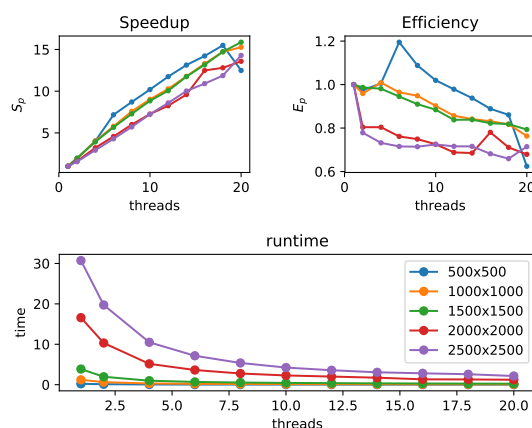 Speedup
15
10
5
0
10
20
S_p
threads
Efficiency
1.2
1.0
0.8
0.6
0
10
20
E_p
threads
runtime
30
20
10
0
time
500x500
1000x1000
1500x1500
2000x2000
2500x2500
2.5 5.0 7.5 10.0 12.5 15.0 17.5 20.0
threads